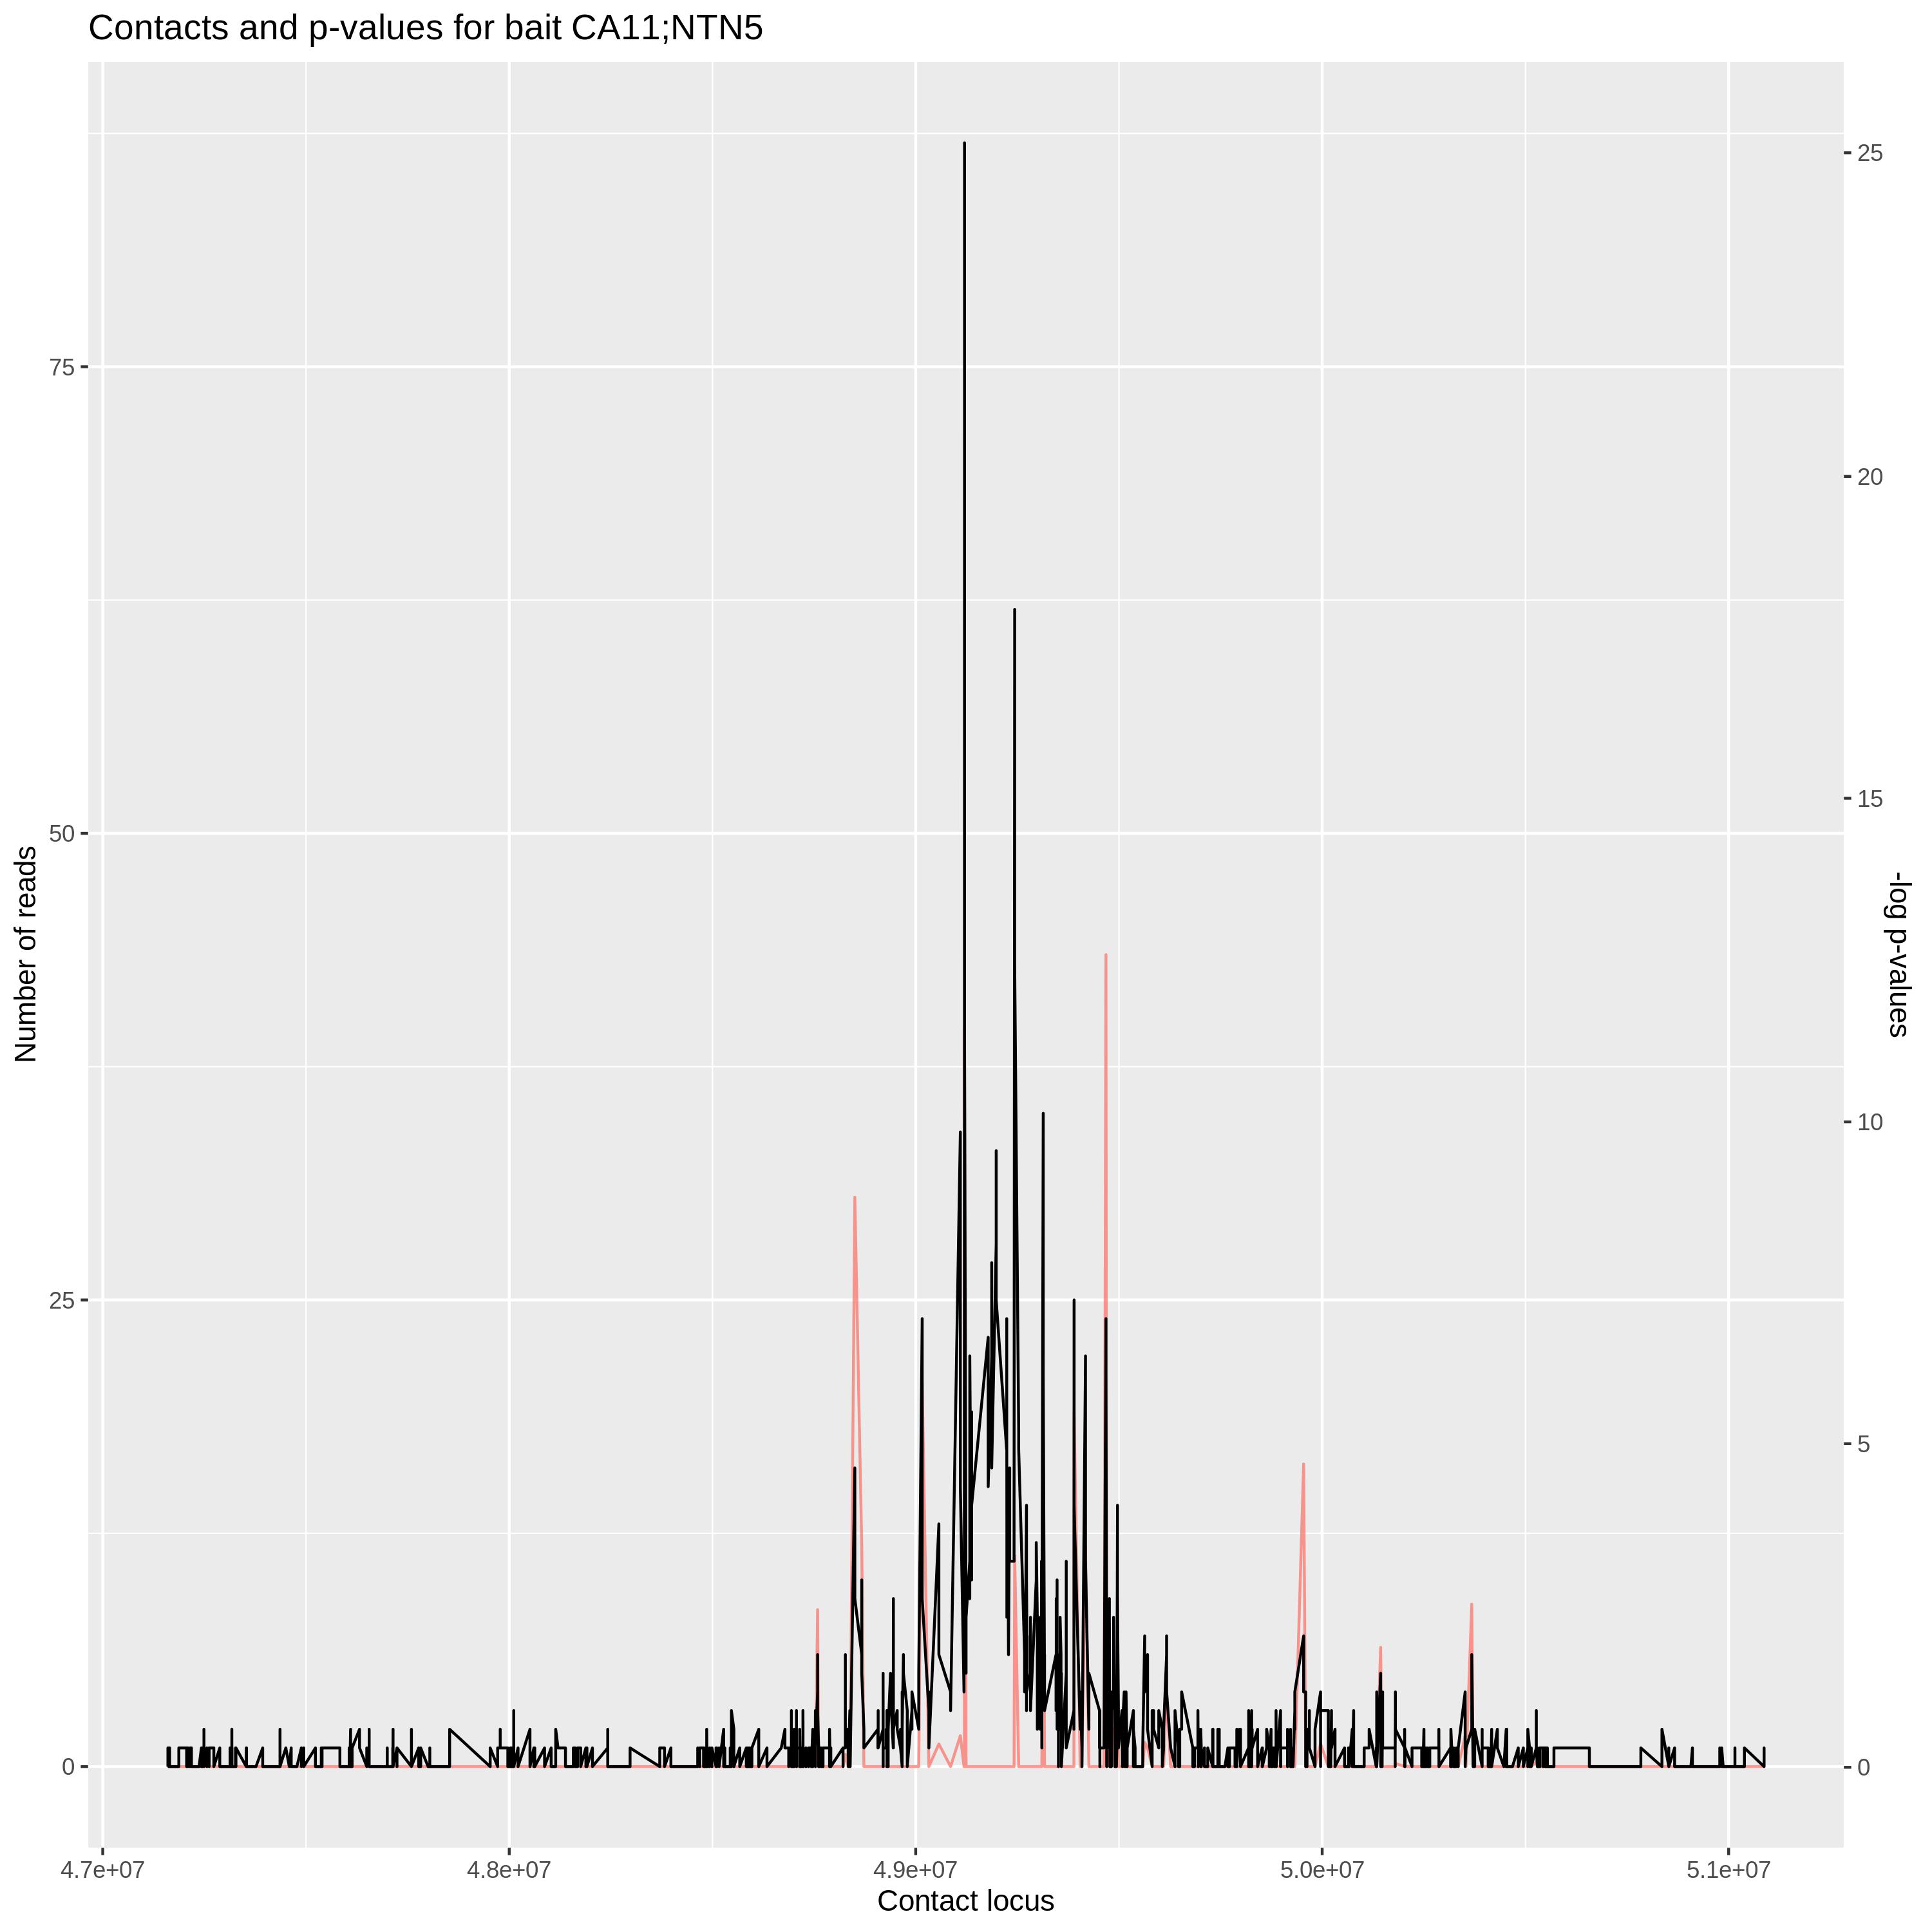 Contacts and p-values for bait CA11;NTN5
75
50
25
0
Number of reads
25
20
15
10
5
0
-log p-values
4.7e+07 4.8e+07 4.9e+07 5.0e+07 5.1e+07
Contact locus